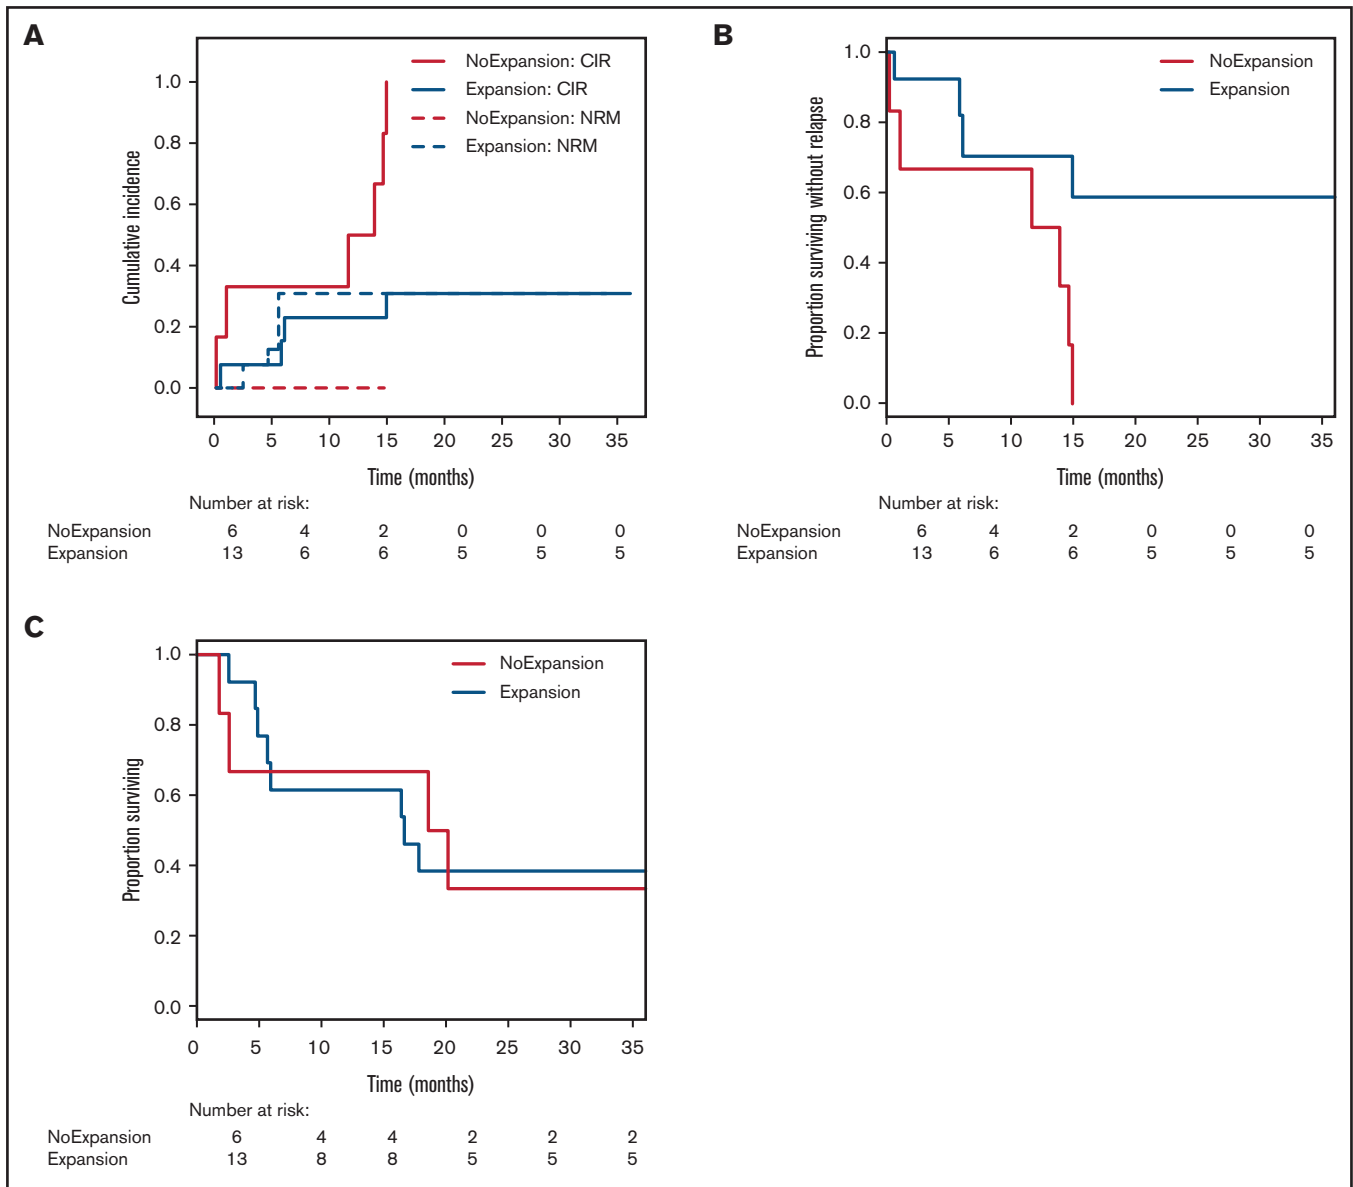 A
NoExpansion: CIR
Expansion: CIR
NoExpansion: NRM
Expansion: NRM
Cumulative incidence
1.0
0.8
0.6
0.4
0.2
0.0
0 5 10 15 20 25 30 35
Time (months)
Number at risk:
NoExpansion 6 4 2 0 0 0
Expansion 13 6 6 5 5 5
B
NoExpansion
Expansion
Proportion surviving without relapse
1.0
0.8
0.6
0.4
0.2
0.0
0 5 10 15 20 25 30 35
Time (months)
Number at risk:
NoExpansion 6 4 2 0 0 0
Expansion 13 6 6 5 5 5
C
NoExpansion
Expansion
Proportion surviving
1.0
0.8
0.6
0.4
0.2
0.0
0 5 10 15 20 25 30 35
Time (months)
Number at risk:
NoExpansion 6 4 4 2 2 2
Expansion 13 8 8 5 5 5